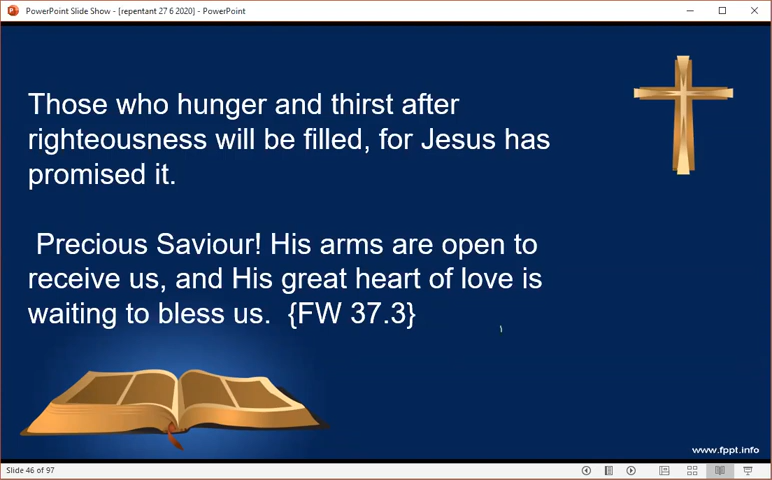 PowerPoint Slide Show - [repentant 27 6 2020] - PowerPoint
Those who hunger and thirst after
righteousness will be filled, for Jesus has
promised it.
Precious Saviour! His arms are open to
receive us, and His great heart of love is
waiting to bless us.  {FW 37.3}
www.fppt.info
Slide 46 of 97